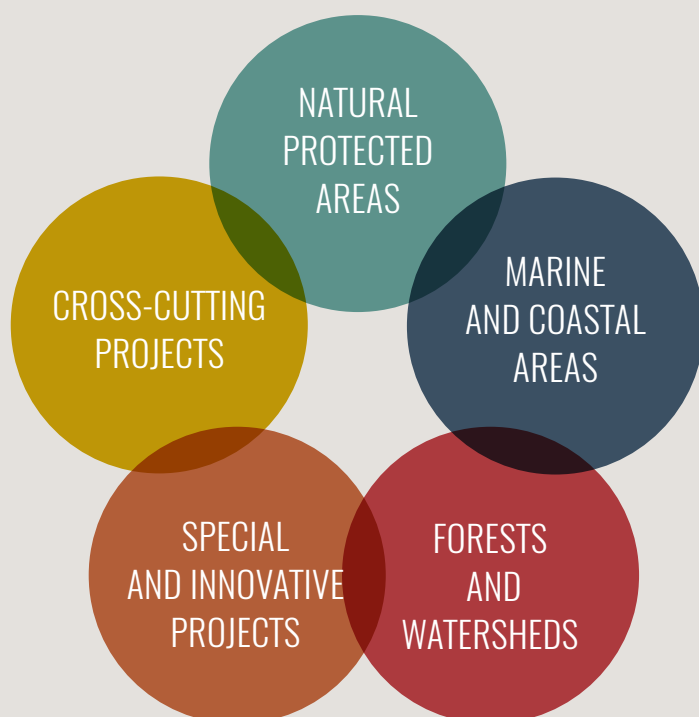 NATURAL
PROTECTED
AREAS
MARINE
AND COASTAL
AREAS
CROSS-CUTTING
PROJECTS
SPECIAL
AND INNOVATIVE
PROJECTS
FORESTS
AND
WATERSHEDS